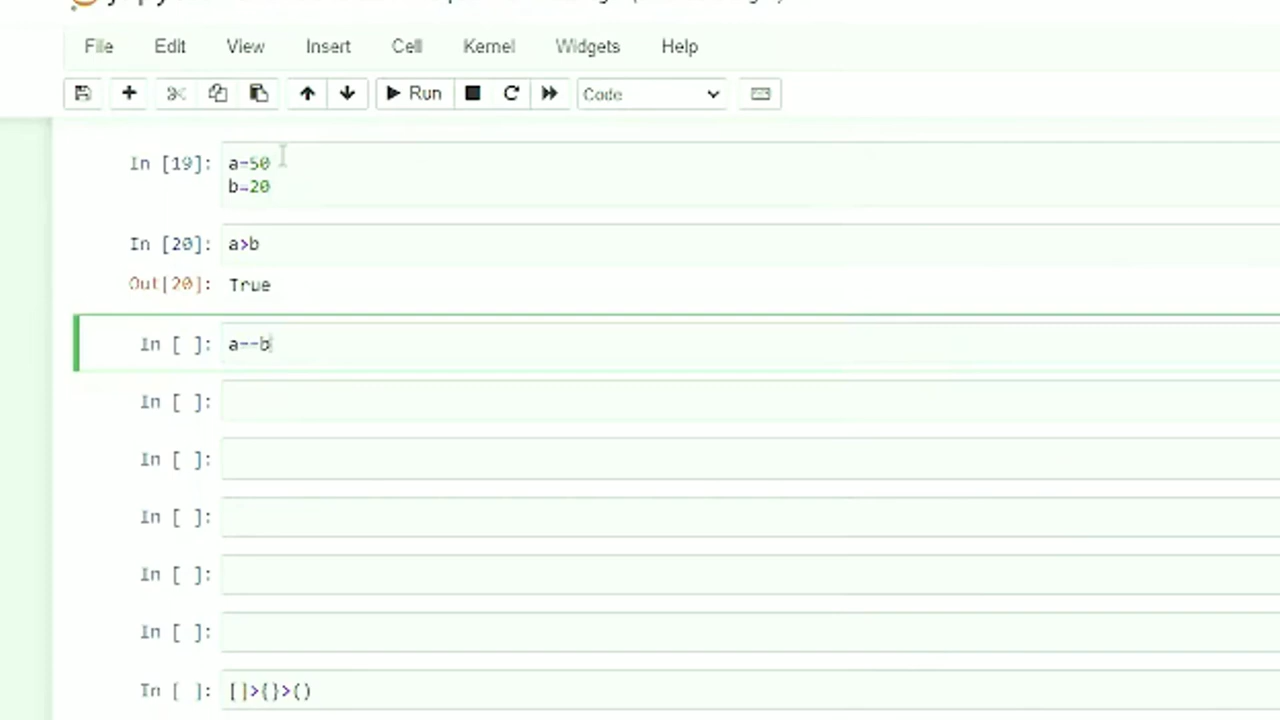 File Edit View Insert Cell Kernel Widgets Help
Run Code
In [19]: a=50
b=20
In [20]: a>b
Out[20]: True
In [ ]: a==b
In [ ]:
In [ ]:
In [ ]:
In [ ]:
In [ ]:
In [ ]: []>{}>()